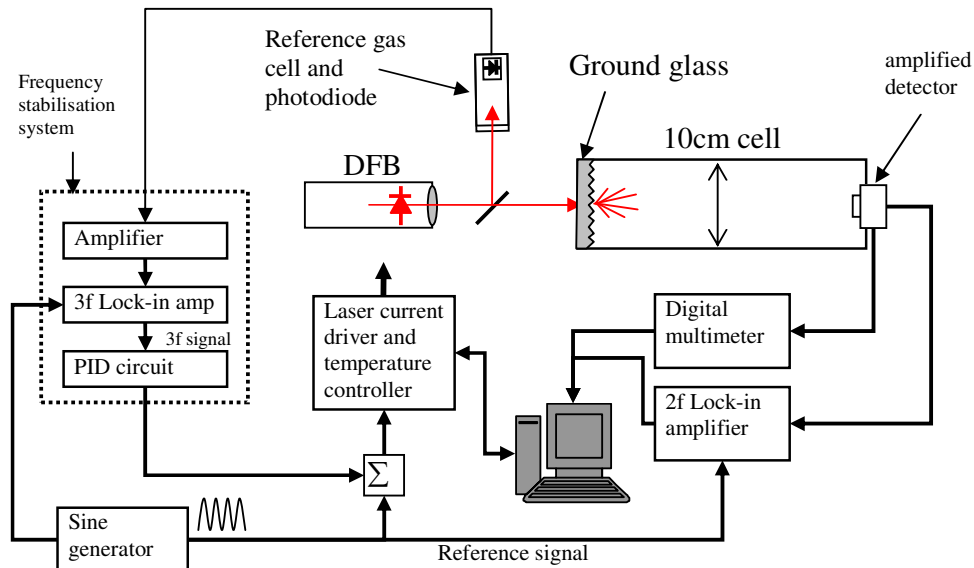 Frequency
stabilisation
system
Reference gas
cell and
photodiode
Ground glass
amplified
detector
DFB
10cm cell
Amplifier
3f Lock-in amp
3f signal
PID circuit
Laser current
driver and
temperature
controller
Digital
multimeter
2f Lock-in
amplifier
Σ
Sine
generator
Reference signal